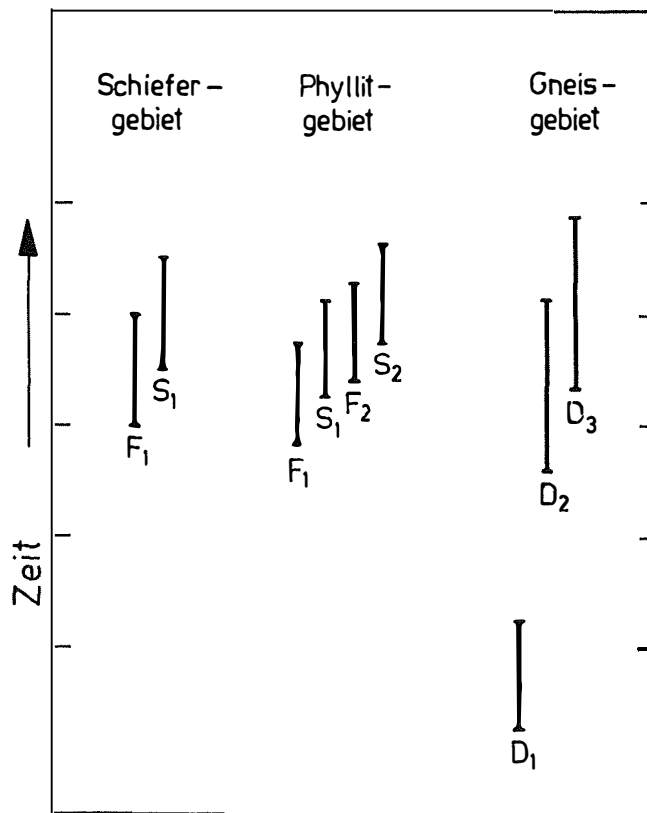 Schiefer-
gebiet
Phyllit-
gebiet
Gneis-
gebiet
Zeit
F₁
S₁
F₁
S₁
F₂
S₂
D₁
D₂
D₃